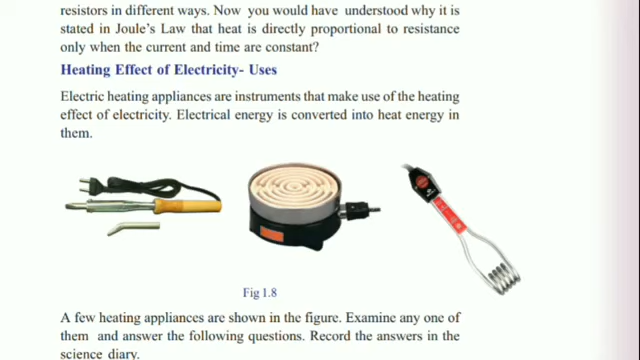 resistors in different ways. Now you would have understood why it is
stated in Joule's Law that heat is directly proportional to resistance
only when the current and time are constant?
Heating Effect of Electricity- Uses
Electric heating appliances are instruments that make use of the heating
effect of electricity. Electrical energy is converted into heat energy in
them.
Fig 1.8
A few heating appliances are shown in the figure. Examine any one of
them and answer the following questions. Record the answers in the
science diary.